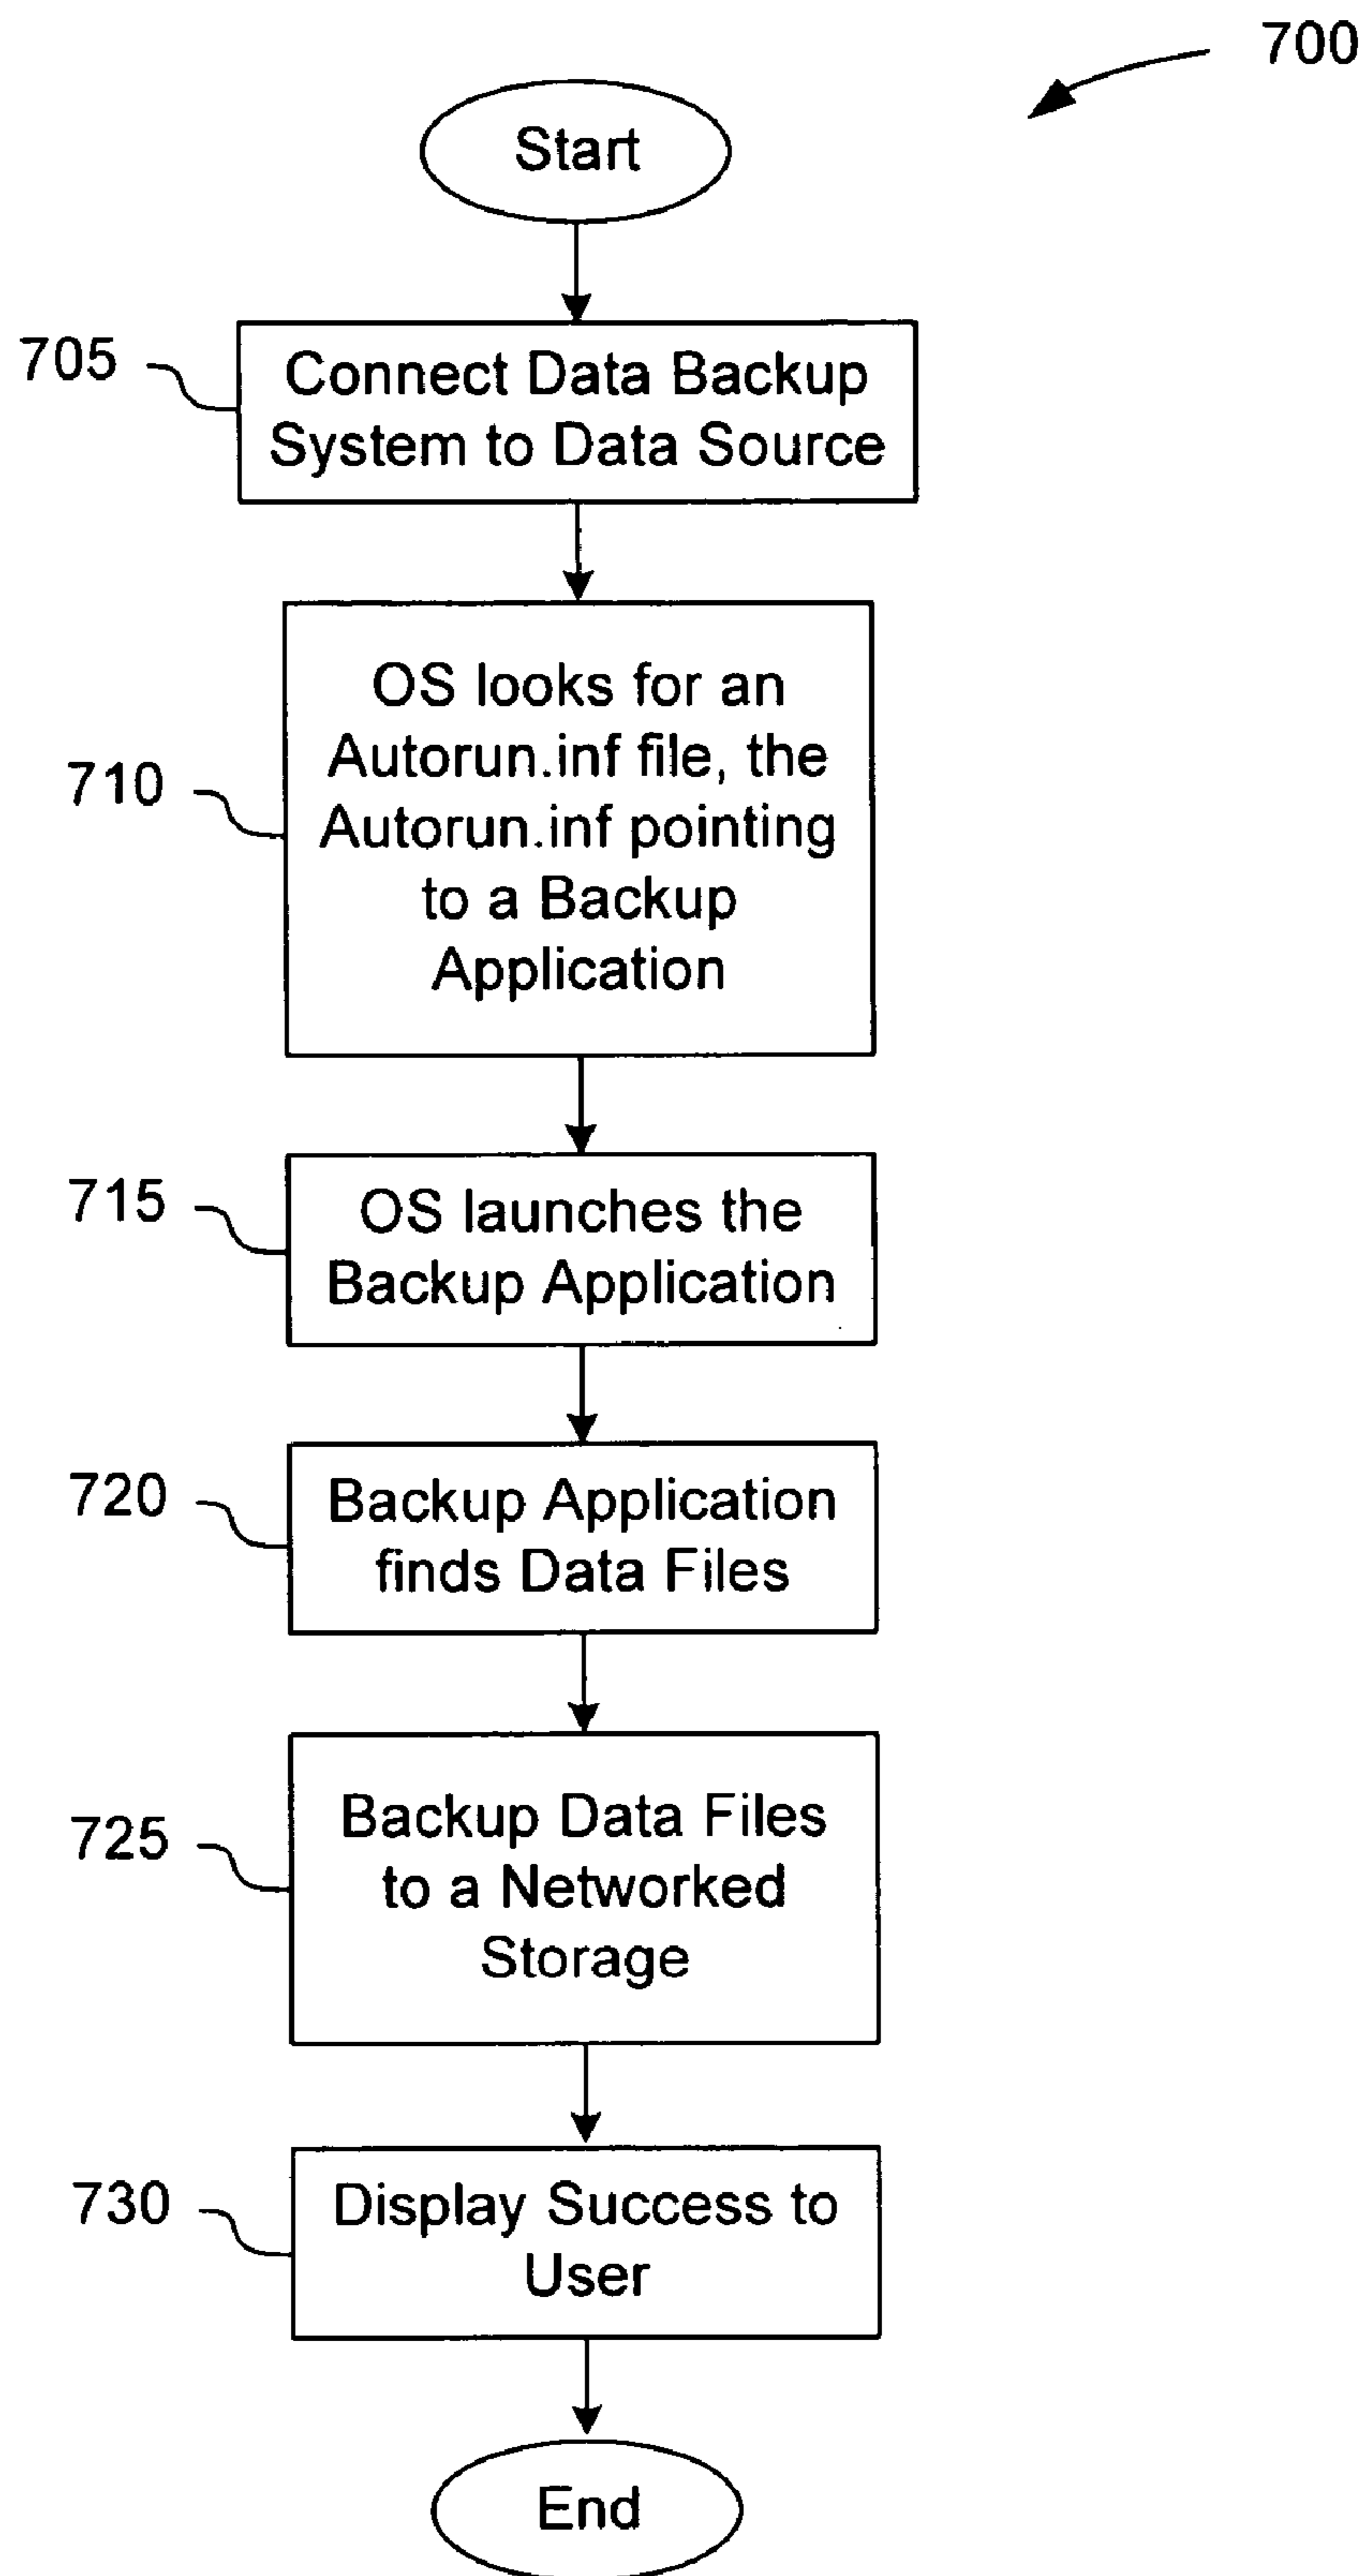 700
Start
705
Connect Data Backup
System to Data Source
710
OS looks for an
Autorun.inf file, the
Autorun.inf pointing
to a Backup
Application
715
OS launches the
Backup Application
720
Backup Application
finds Data Files
725
Backup Data Files
to a Networked
Storage
730
Display Success to
User
End